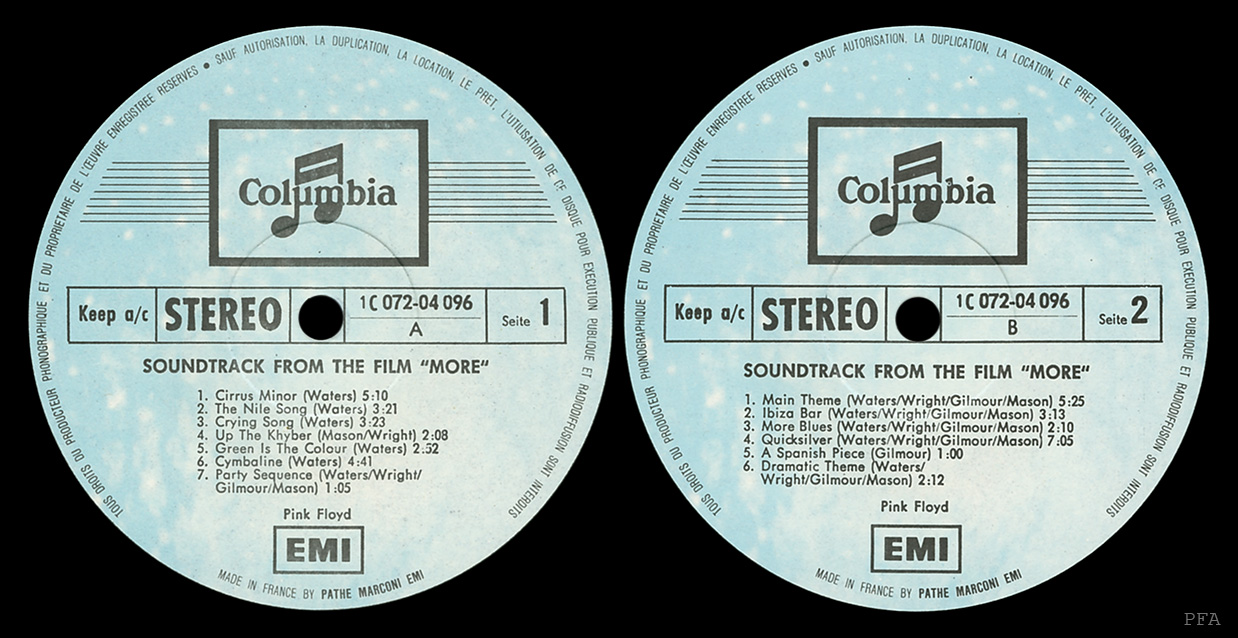 TOUS DROITS DU PRODUCTEUR PHONOGRAPHIQUE ET DU PROPRIETAIRE DE L'ŒUVRE ENREGISTREE RESERVES • SAUF AUTORISATION, LA DUPLICATION, LA LOCATION, LE PRET, L'UTILISATION DE CE DISQUE POUR EXECUTION PUBLIQUE ET RADIODIFFUSION SONT INTERDITS
Columbia
Keep a/c
STEREO
1C 072-04 096
A
Seite 1
SOUNDTRACK FROM THE FILM “MORE“
1. Cirrus Minor (Waters) 5:10
2. The Nile Song (Waters) 3:21
3. Crying Song (Waters) 3:23
4. Up The Khyber (Mason/Wright) 2:08
5. Green Is The Colour (Waters) 2:52
6. Cymbaline (Waters) 4:41
7. Party Sequence (Waters/Wright/
Gilmour/Mason) 1:05
Pink Floyd
EMI
MADE IN FRANCE BY PATHE MARCONI EMI
TOUS DROITS DU PRODUCTEUR PHONOGRAPHIQUE ET DU PROPRIETAIRE DE L'ŒUVRE ENREGISTREE RESERVES • SAUF AUTORISATION, LA DUPLICATION, LA LOCATION, LE PRET, L'UTILISATION DE CE DISQUE POUR EXECUTION PUBLIQUE ET RADIODIFFUSION SONT INTERDITS
Columbia
Keep a/c
STEREO
1C 072-04 096
B
Seite 2
SOUNDTRACK FROM THE FILM “MORE“
1. Main Theme (Waters/Wright/Gilmour/Mason) 5:25
2. Ibiza Bar (Waters/Wright/Gilmour/Mason) 3:13
3. More Blues (Waters/Wright/Gilmour/Mason) 2:10
4. Quicksilver (Waters/Wright/Gilmour/Mason) 7:05
5. A Spanish Piece (Gilmour) 1:00
6. Dramatic Theme (Waters/
Wright/Gilmour/Mason) 2:12
Pink Floyd
EMI
MADE IN FRANCE BY PATHE MARCONI EMI
PFA